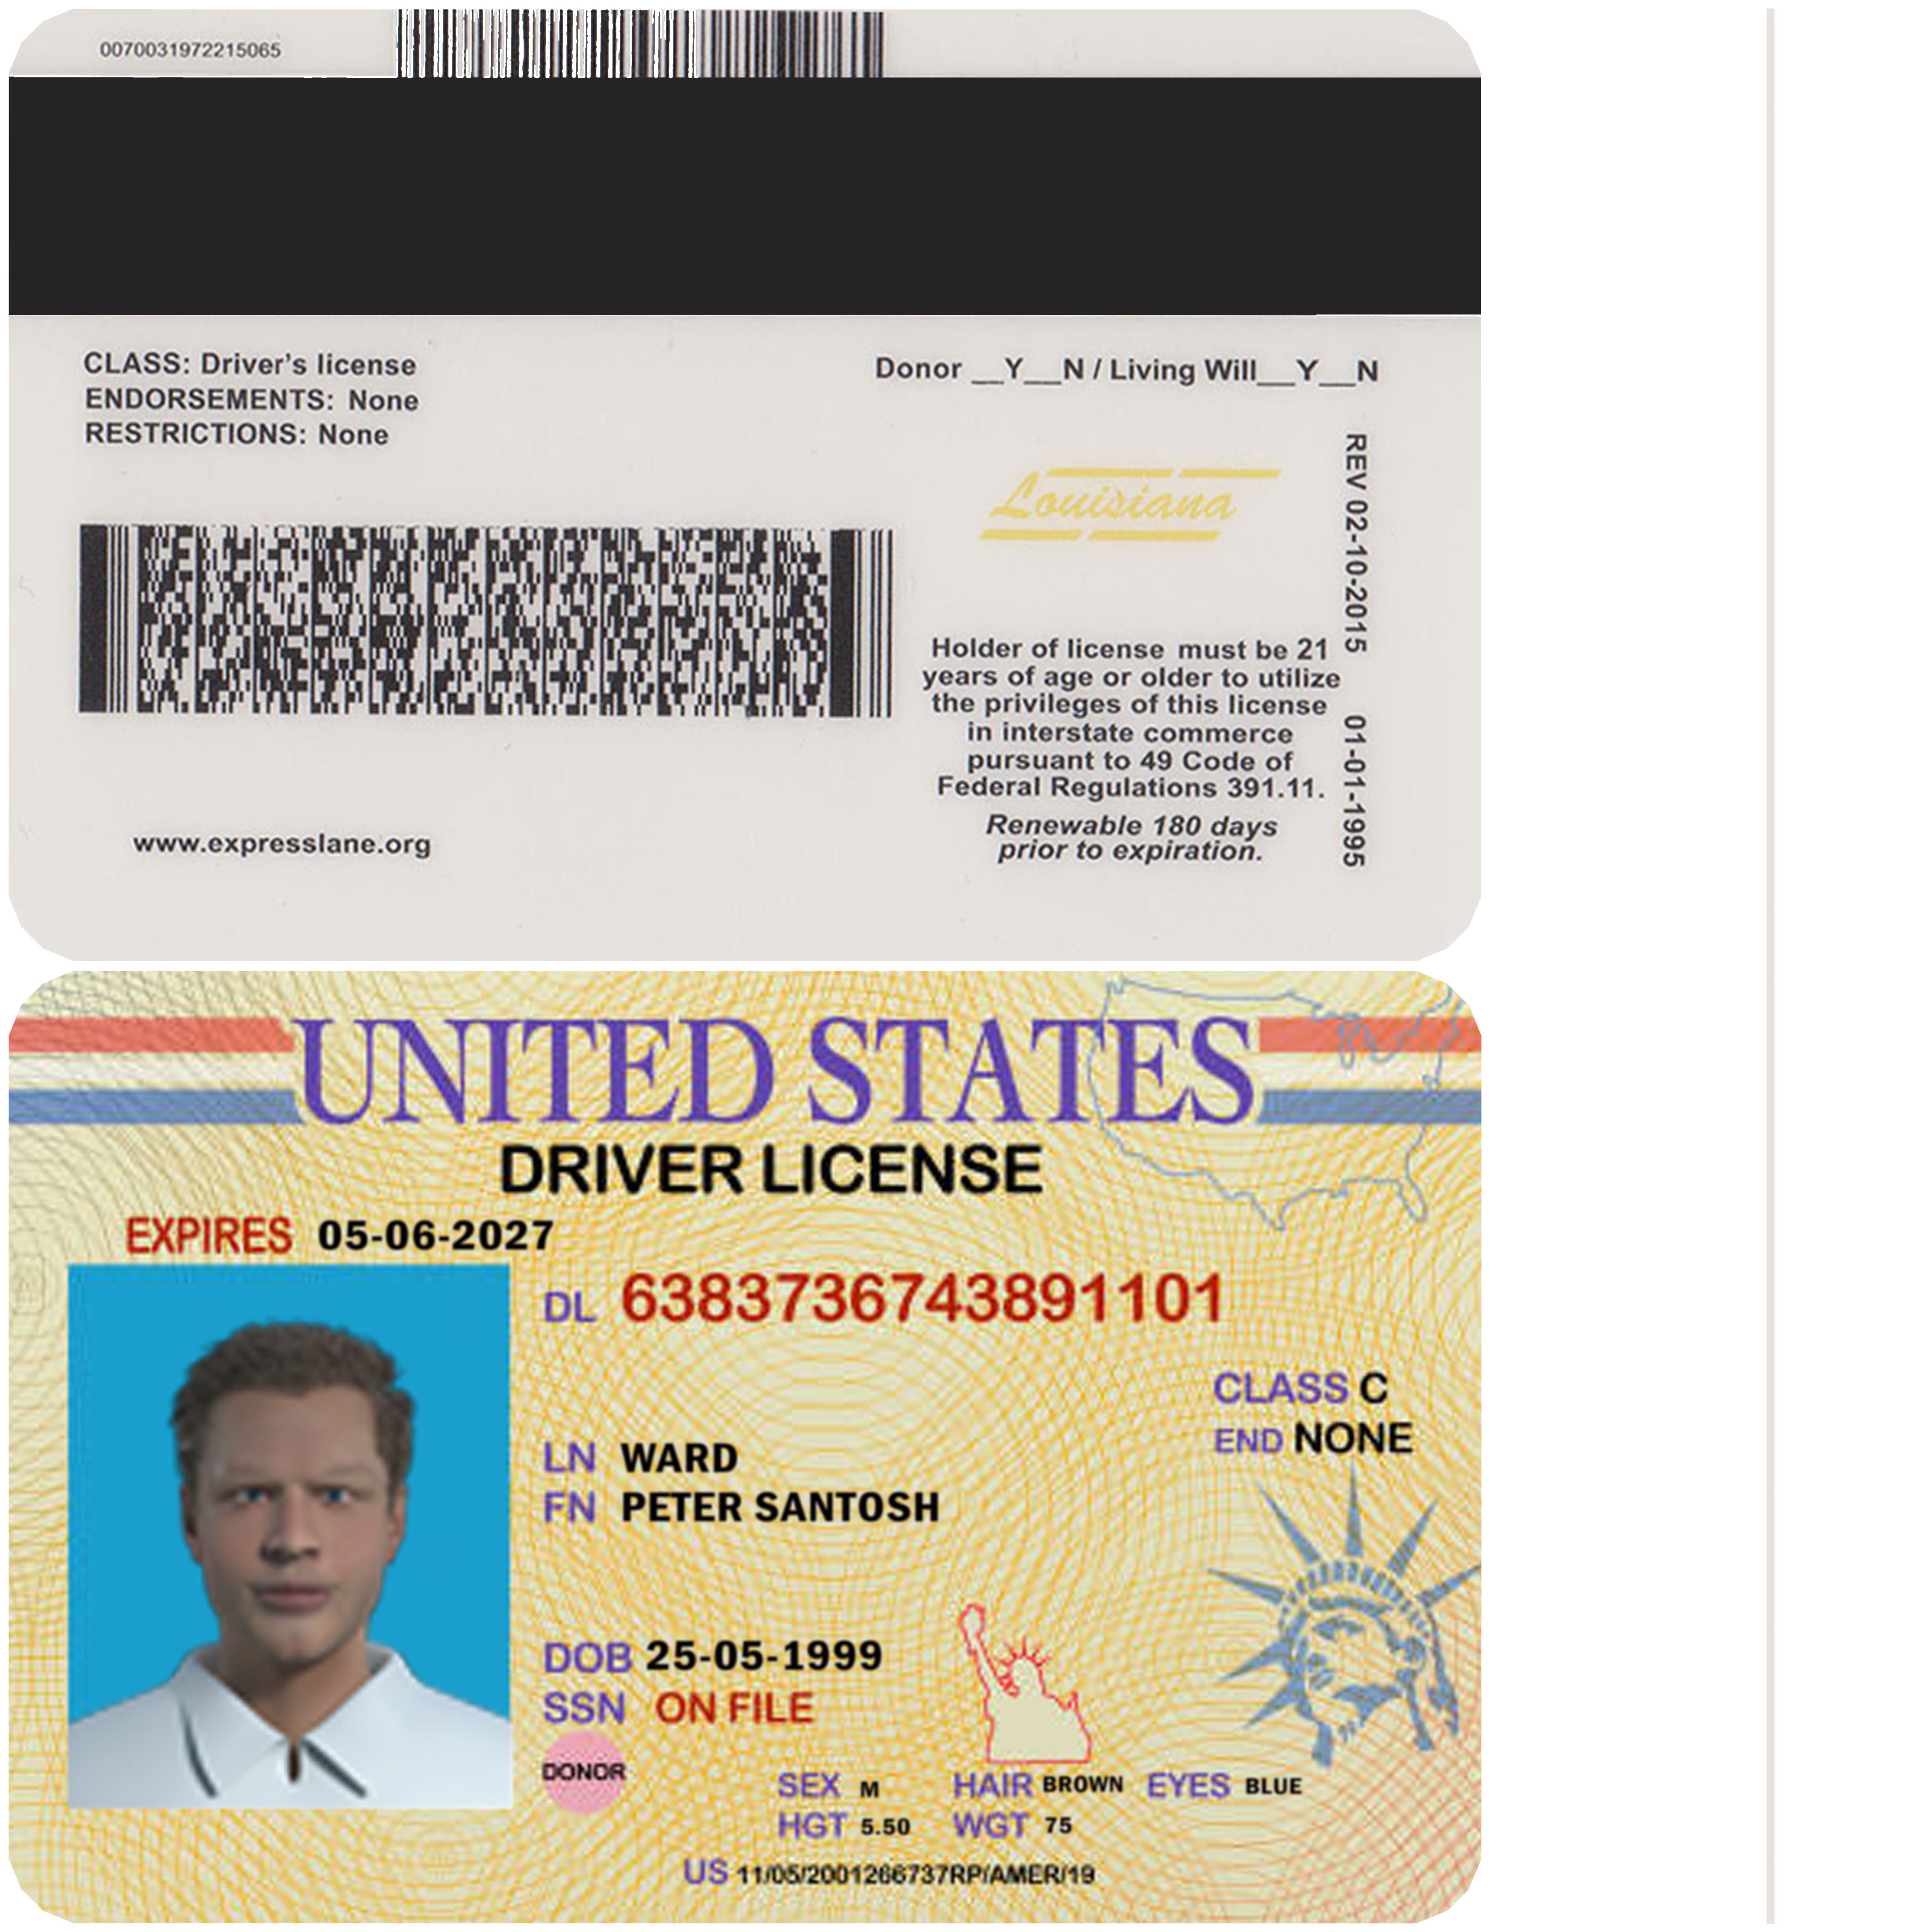 0070031972215065
CLASS: Driver's license
ENDORSEMENTS: None
RESTRICTIONS: None
Donor __Y__N / Living Will__Y__N
Louisiana
REV 02-10-2015 01-01-1995
Holder of license must be 21
years of age or older to utilize
the privileges of this license
in interstate commerce
pursuant to 49 Code of
Federal Regulations 391.11.
Renewable 180 days
prior to expiration.
www.expresslane.org
UNITED STATES
DRIVER LICENSE
EXPIRES 05-06-2027
DL 6383736743891101
CLASS C
END NONE
LN WARD
FN PETER SANTOSH
DOB 25-05-1999
SSN ON FILE
DONOR
SEX M HAIR BROWN EYES BLUE
HGT 5.50 WGT 75
US 11/05/2001266737RP/AMER/19